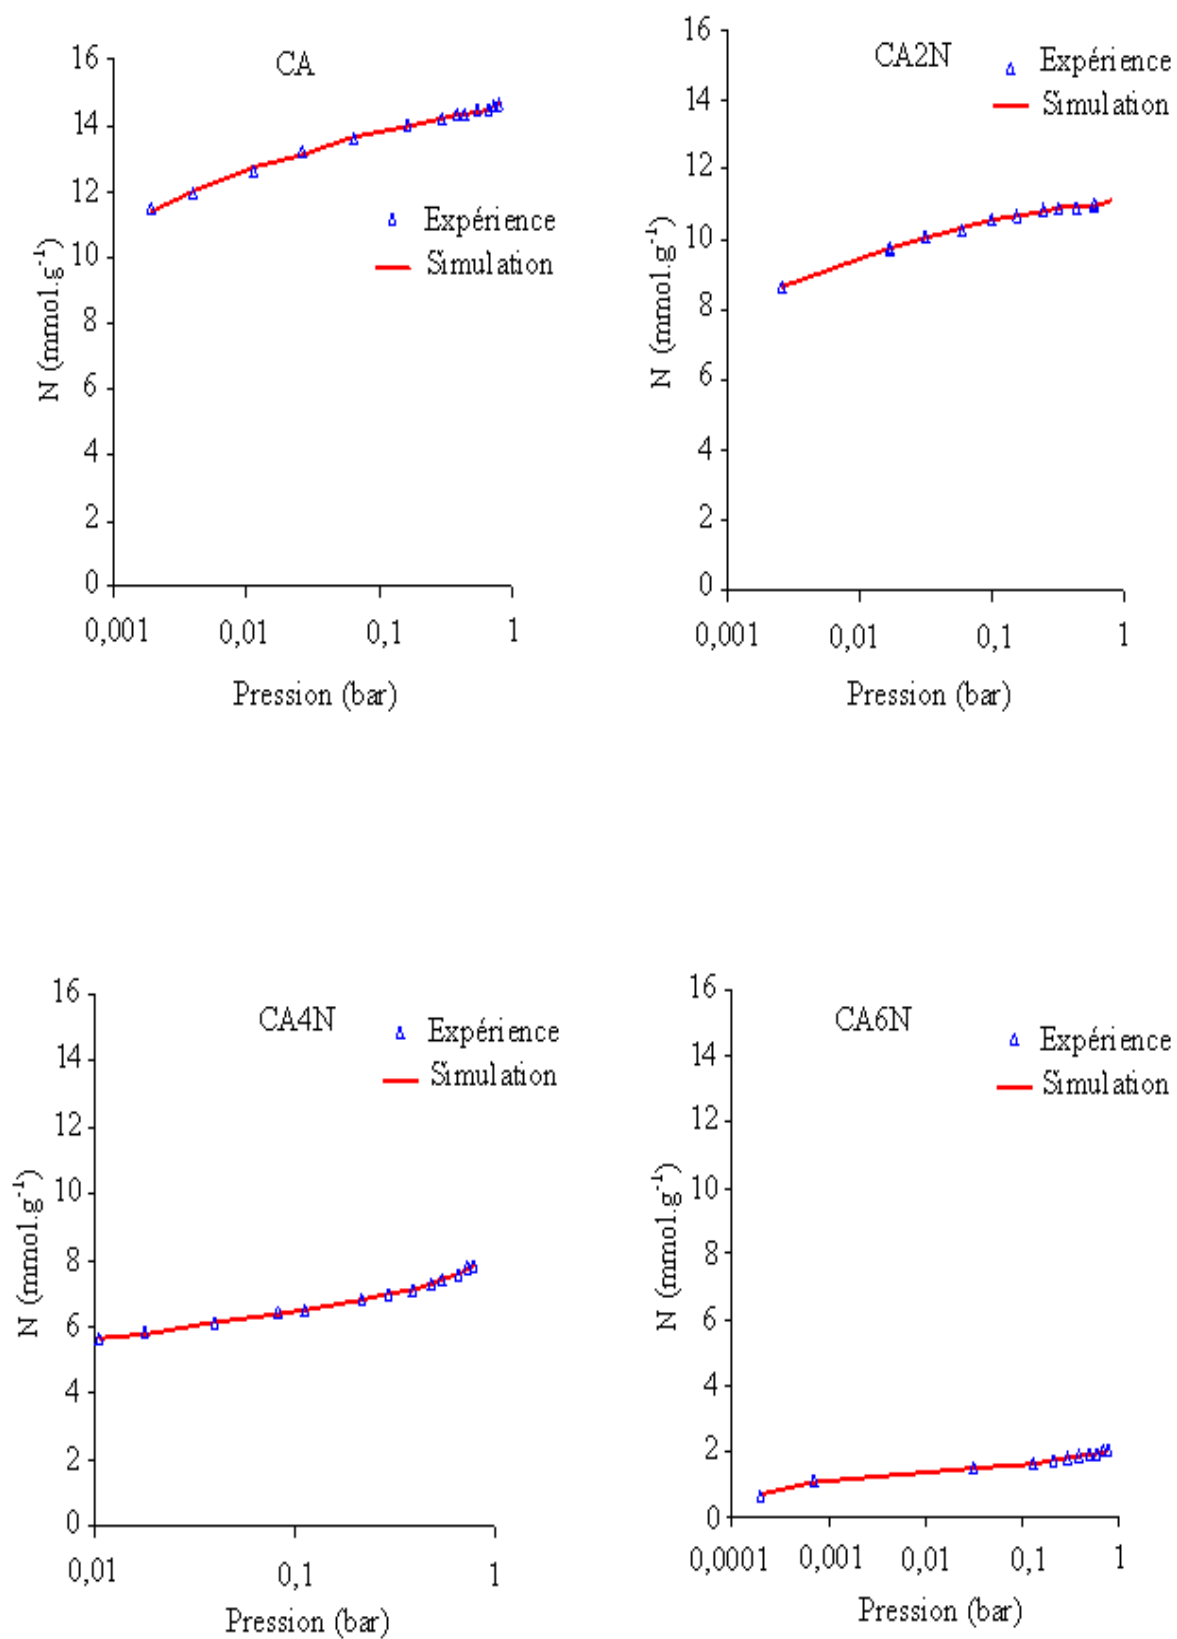 CA
16
14
12
10
8
6
4
2
0
N (mmol.g⁻¹)
Expérience
Simulation
0,001 0,01 0,1 1
Pression (bar)
CA2N
Expérience
Simulation
16
14
12
10
8
6
4
2
0
N (mmol.g⁻¹)
0,001 0,01 0,1 1
Pression (bar)
CA4N
Expérience
Simulation
16
14
12
10
8
6
4
2
0
N (mmol.g⁻¹)
0,01 0,1 1
Pression (bar)
CA6N
Expérience
Simulation
16
14
12
10
8
6
4
2
0
N (mmol.g⁻¹)
0,0001 0,001 0,01 0,1 1
Pression (bar)